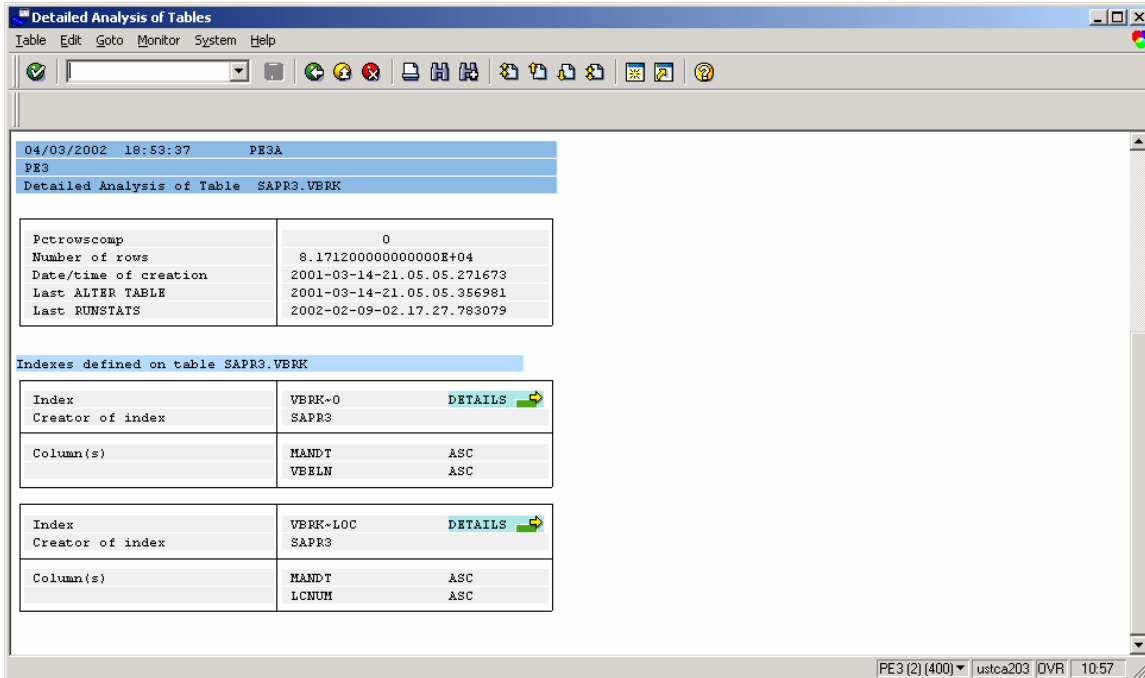 Detailed Analysis of Tables
Table Edit Goto Monitor System Help
04/03/2002 18:53:37 PE3A
PE3
Detailed Analysis of Table SAPR3.VBRK
Pctrowscomp 0
Number of rows 8.171200000000000E+04
Date/time of creation 2001-03-14-21.05.05.271673
Last ALTER TABLE 2001-03-14-21.05.05.356981
Last RUNSTATS 2002-02-09-02.17.27.783079
Indexes defined on table SAPR3.VBRK
Index VBRK~0 DETAILS
Creator of index SAPR3
Column(s) MANDT ASC
VBELN ASC
Index VBRK~LOC DETAILS
Creator of index SAPR3
Column(s) MANDT ASC
LCNUM ASC
PE3 (2) (400) ustca203 OVR 10:57